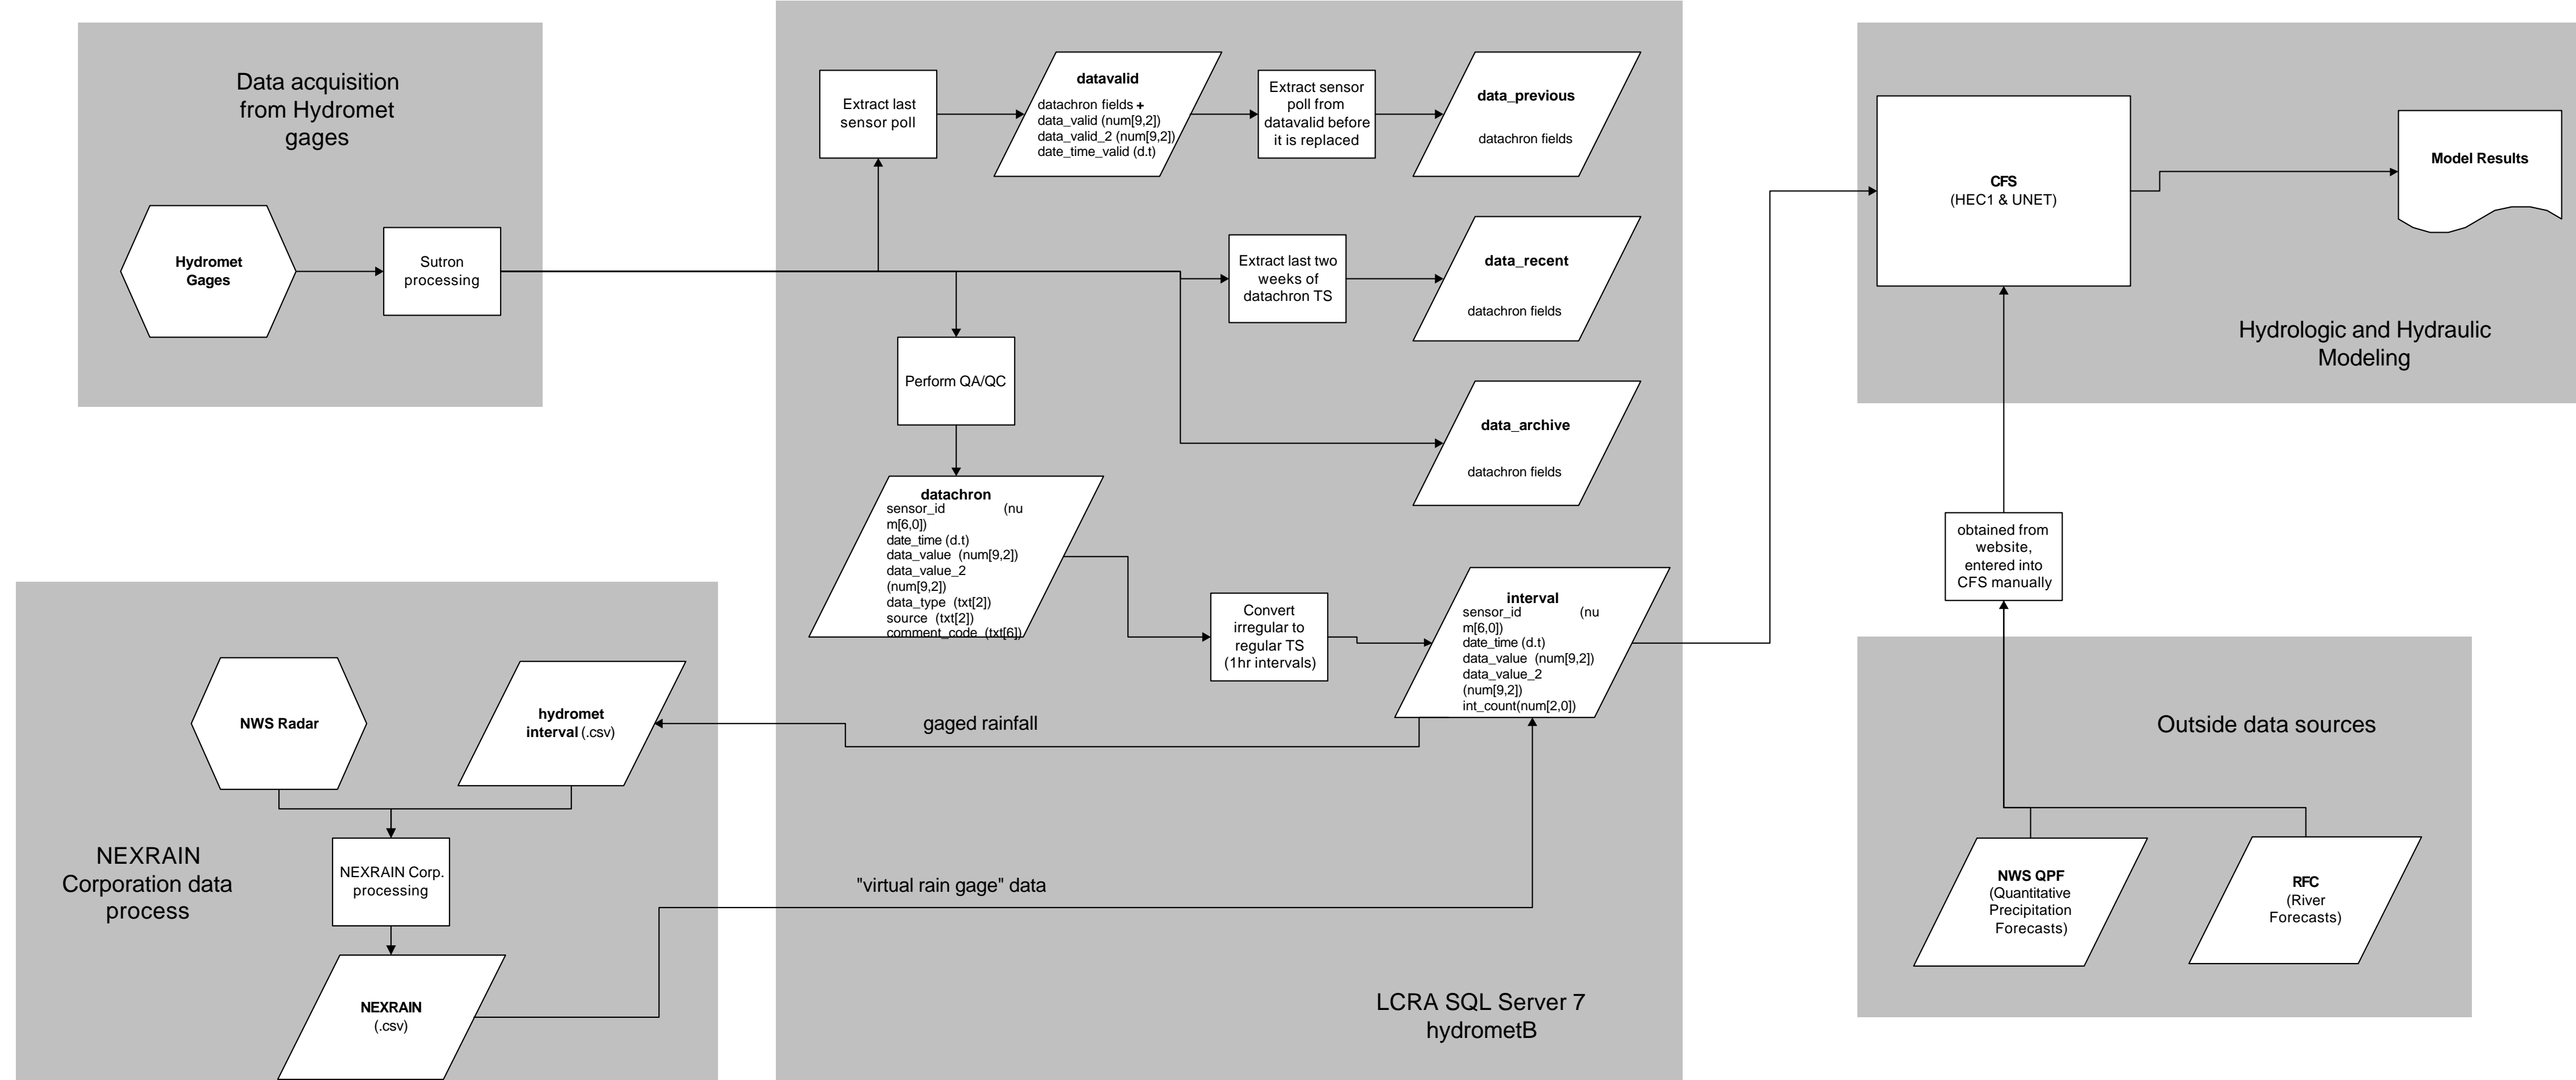 Data acquisition
from Hydromet
gages
Hydromet
Gages
Sutron
processing
Extract last
sensor poll
datavalid
datachron fields +
data_valid (num[9,2])
data_valid_2 (num[9,2])
date_time_valid (d.t)
Extract sensor
poll from
datavalid before
it is replaced
data_previous
datachron fields
Extract last two
weeks of
datachron TS
data_recent
datachron fields
Perform QA/QC
data_archive
datachron fields
datachron
sensor_id (nu
m[6,0])
date_time (d.t)
data_value (num[9,2])
data_value_2
(num[9,2])
data_type (txt[2])
source (txt[2])
comment_code (txt[6])
Convert
irregular to
regular TS
(1hr intervals)
interval
sensor_id (nu
m[6,0])
date_time (d.t)
data_value (num[9,2])
data_value_2
(num[9,2])
int_count(num[2,0])
gaged rainfall
"virtual rain gage" data
LCRA SQL Server 7
hydrometB
NWS Radar
hydromet
interval (.csv)
NEXRAIN Corp.
processing
NEXRAIN
Corporation data
process
NEXRAIN
(.csv)
CFS
(HEC1 & UNET)
Model Results
Hydrologic and Hydraulic
Modeling
obtained from
website,
entered into
CFS manually
Outside data sources
NWS QPF
(Quantitative
Precipitation
Forecasts)
RFC
(River
Forecasts)